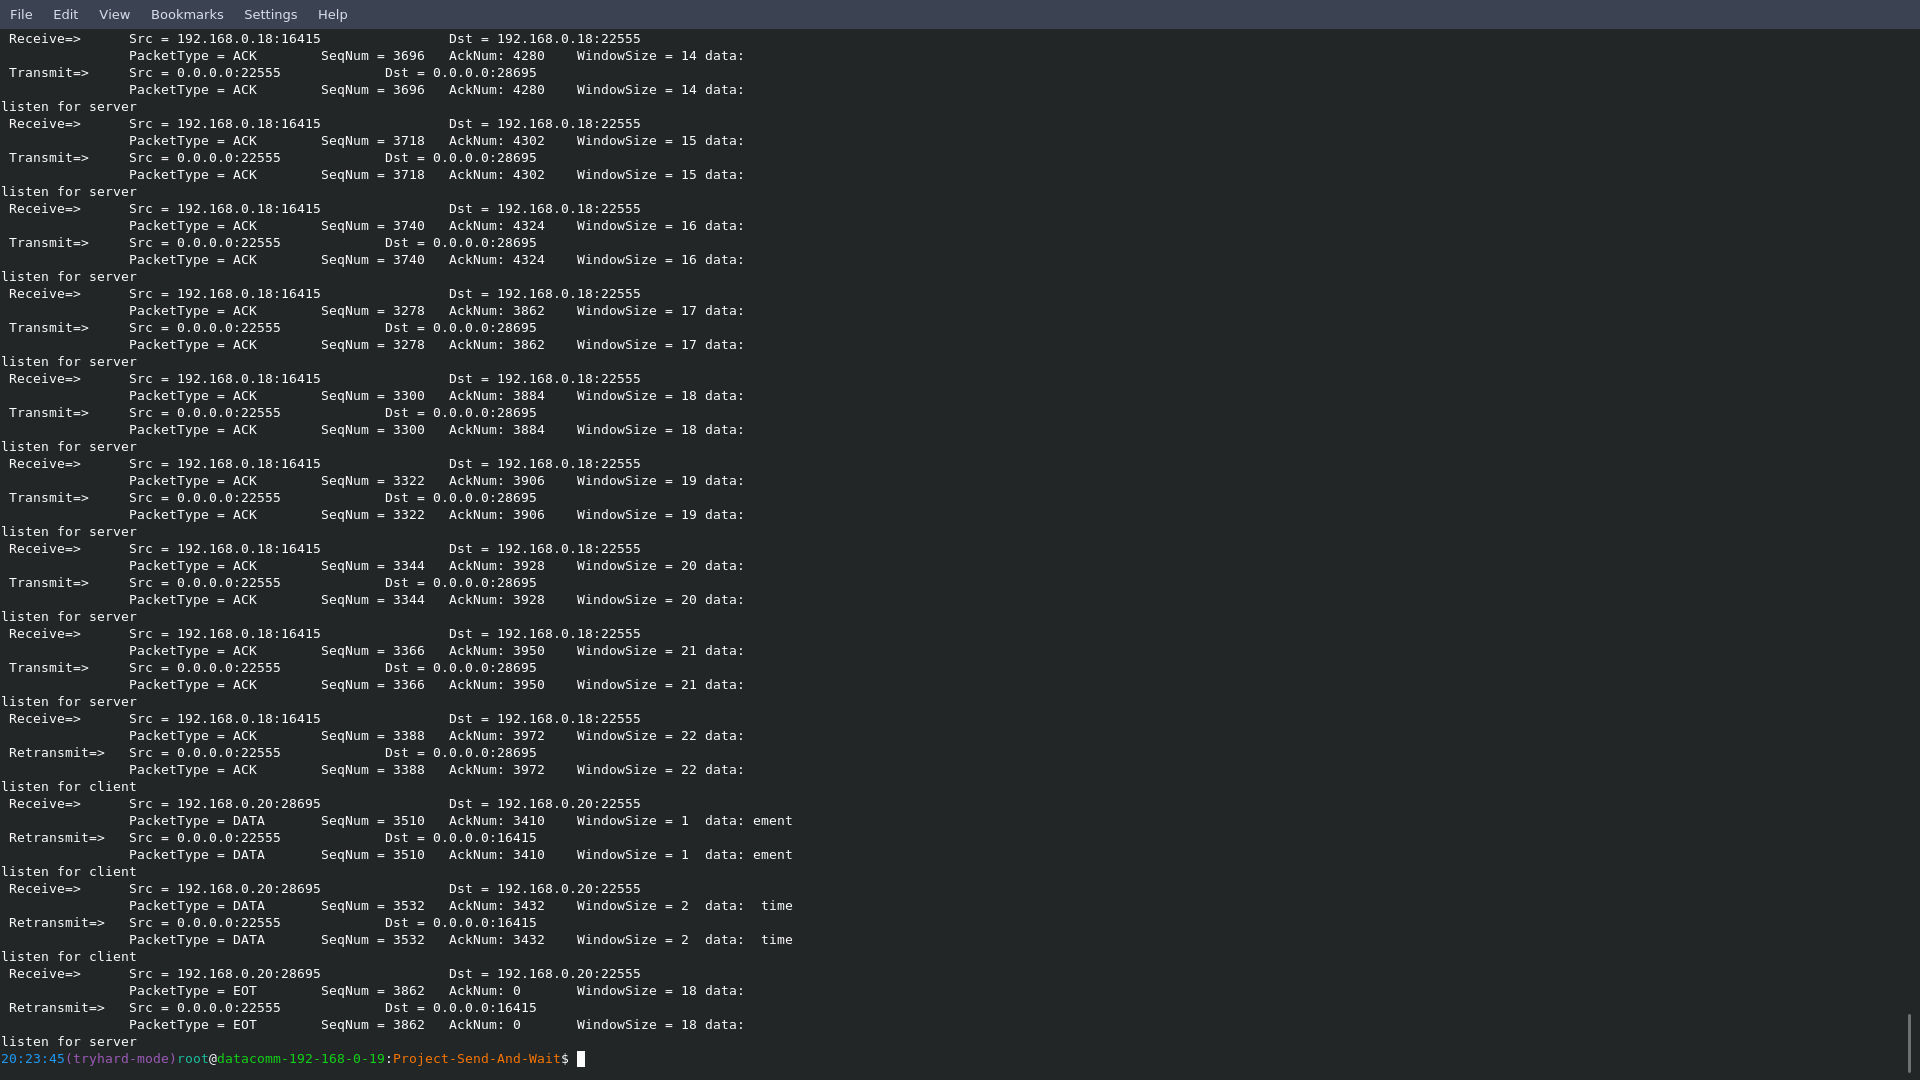 File Edit View Bookmarks Settings Help
Receive=> Src = 192.168.0.18:16415 Dst = 192.168.0.18:22555
PacketType = ACK SeqNum = 3696 AckNum: 4280 WindowSize = 14 data:
Transmit=> Src = 0.0.0.0:22555 Dst = 0.0.0.0:28695
PacketType = ACK SeqNum = 3696 AckNum: 4280 WindowSize = 14 data:
listen for server
Receive=> Src = 192.168.0.18:16415 Dst = 192.168.0.18:22555
PacketType = ACK SeqNum = 3718 AckNum: 4302 WindowSize = 15 data:
Transmit=> Src = 0.0.0.0:22555 Dst = 0.0.0.0:28695
PacketType = ACK SeqNum = 3718 AckNum: 4302 WindowSize = 15 data:
listen for server
Receive=> Src = 192.168.0.18:16415 Dst = 192.168.0.18:22555
PacketType = ACK SeqNum = 3740 AckNum: 4324 WindowSize = 16 data:
Transmit=> Src = 0.0.0.0:22555 Dst = 0.0.0.0:28695
PacketType = ACK SeqNum = 3740 AckNum: 4324 WindowSize = 16 data:
listen for server
Receive=> Src = 192.168.0.18:16415 Dst = 192.168.0.18:22555
PacketType = ACK SeqNum = 3278 AckNum: 3862 WindowSize = 17 data:
Transmit=> Src = 0.0.0.0:22555 Dst = 0.0.0.0:28695
PacketType = ACK SeqNum = 3278 AckNum: 3862 WindowSize = 17 data:
listen for server
Receive=> Src = 192.168.0.18:16415 Dst = 192.168.0.18:22555
PacketType = ACK SeqNum = 3300 AckNum: 3884 WindowSize = 18 data:
Transmit=> Src = 0.0.0.0:22555 Dst = 0.0.0.0:28695
PacketType = ACK SeqNum = 3300 AckNum: 3884 WindowSize = 18 data:
listen for server
Receive=> Src = 192.168.0.18:16415 Dst = 192.168.0.18:22555
PacketType = ACK SeqNum = 3322 AckNum: 3906 WindowSize = 19 data:
Transmit=> Src = 0.0.0.0:22555 Dst = 0.0.0.0:28695
PacketType = ACK SeqNum = 3322 AckNum: 3906 WindowSize = 19 data:
listen for server
Receive=> Src = 192.168.0.18:16415 Dst = 192.168.0.18:22555
PacketType = ACK SeqNum = 3344 AckNum: 3928 WindowSize = 20 data:
Transmit=> Src = 0.0.0.0:22555 Dst = 0.0.0.0:28695
PacketType = ACK SeqNum = 3344 AckNum: 3928 WindowSize = 20 data:
listen for server
Receive=> Src = 192.168.0.18:16415 Dst = 192.168.0.18:22555
PacketType = ACK SeqNum = 3366 AckNum: 3950 WindowSize = 21 data:
Transmit=> Src = 0.0.0.0:22555 Dst = 0.0.0.0:28695
PacketType = ACK SeqNum = 3366 AckNum: 3950 WindowSize = 21 data:
listen for server
Receive=> Src = 192.168.0.18:16415 Dst = 192.168.0.18:22555
PacketType = ACK SeqNum = 3388 AckNum: 3972 WindowSize = 22 data:
Retransmit=> Src = 0.0.0.0:22555 Dst = 0.0.0.0:28695
PacketType = ACK SeqNum = 3388 AckNum: 3972 WindowSize = 22 data:
listen for client
Receive=> Src = 192.168.0.20:28695 Dst = 192.168.0.20:22555
PacketType = DATA SeqNum = 3510 AckNum: 3410 WindowSize = 1 data: ement
Retransmit=> Src = 0.0.0.0:22555 Dst = 0.0.0.0:16415
PacketType = DATA SeqNum = 3510 AckNum: 3410 WindowSize = 1 data: ement
listen for client
Receive=> Src = 192.168.0.20:28695 Dst = 192.168.0.20:22555
PacketType = DATA SeqNum = 3532 AckNum: 3432 WindowSize = 2 data: time
Retransmit=> Src = 0.0.0.0:22555 Dst = 0.0.0.0:16415
PacketType = DATA SeqNum = 3532 AckNum: 3432 WindowSize = 2 data: time
listen for client
Receive=> Src = 192.168.0.20:28695 Dst = 192.168.0.20:22555
PacketType = EOT SeqNum = 3862 AckNum: 0 WindowSize = 18 data:
Retransmit=> Src = 0.0.0.0:22555 Dst = 0.0.0.0:16415
PacketType = EOT SeqNum = 3862 AckNum: 0 WindowSize = 18 data:
listen for server
20:23:45(tryhard-mode)root@datacomm-192-168-0-19:Project-Send-And-Wait$